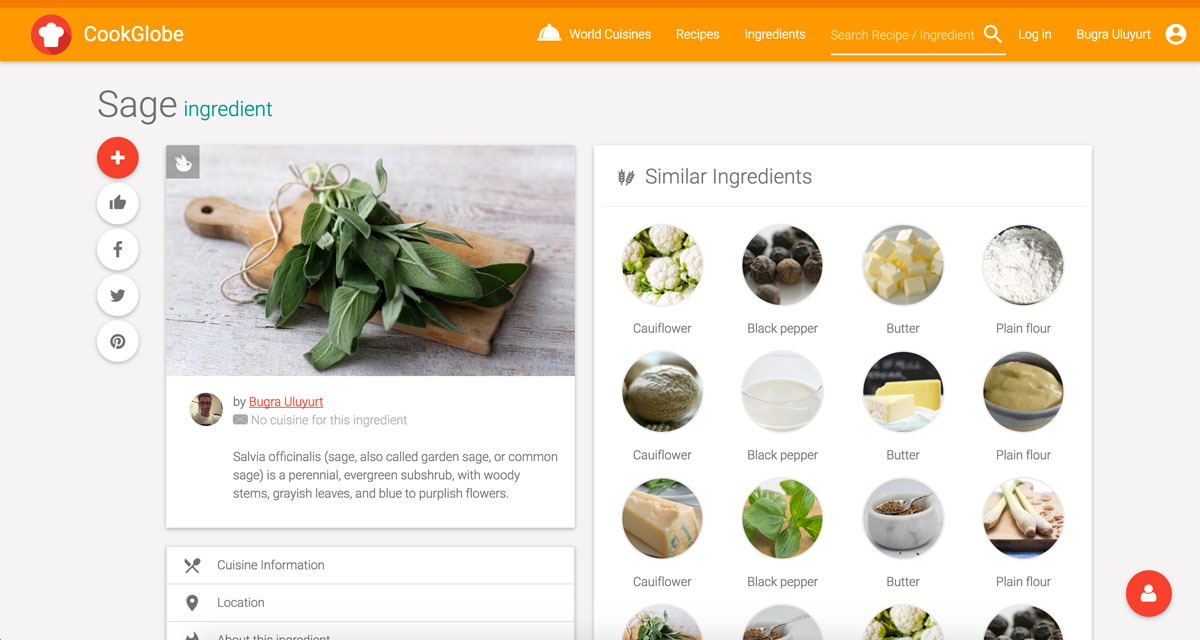 CookGlobe
World Cuisines
Recipes
Ingredients
Search Recipe / Ingredient
Log in
Bugra Uluyurt
Sage ingredient
by Bugra Uluyurt
No cuisine for this ingredient
Salvia officinalis (sage, also called garden sage, or common
sage) is a perennial, evergreen subshrub, with woody
stems, grayish leaves, and blue to purplish flowers.
Cuisine Information
Location
About this ingredient
Similar Ingredients
Cauiflower
Black pepper
Butter
Plain flour
Cauiflower
Black pepper
Butter
Plain flour
Cauiflower
Black pepper
Butter
Plain flour